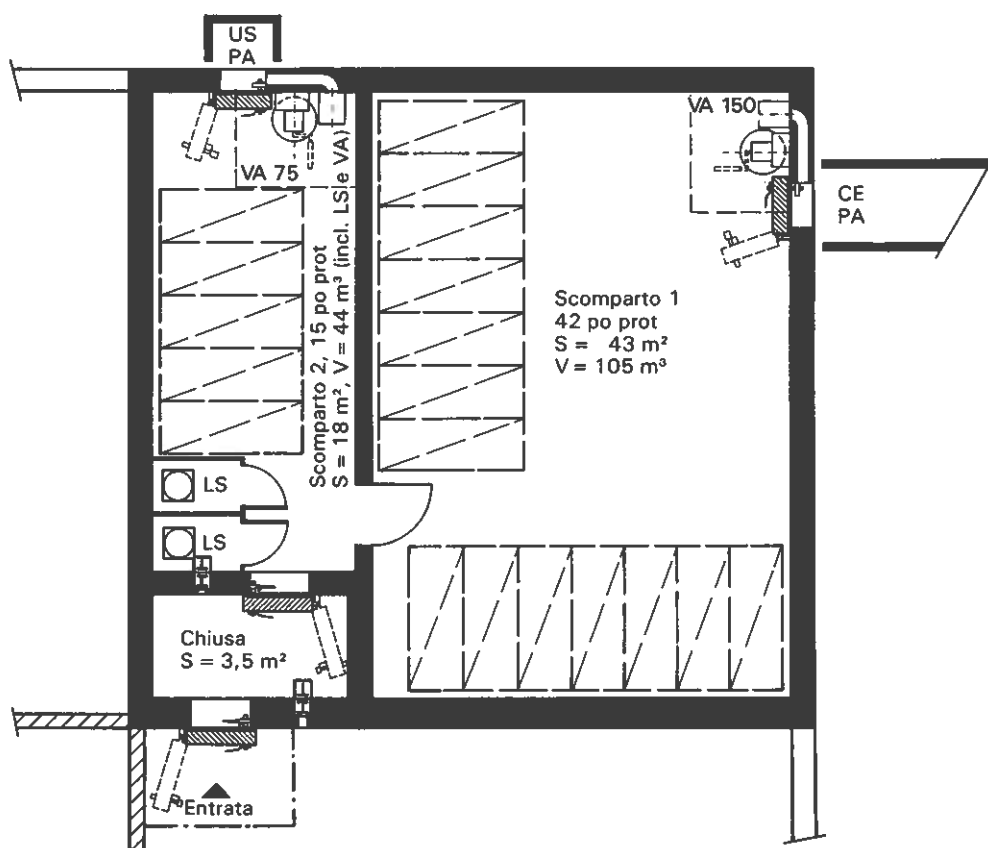 US
PA
VA 75
Scomparto 2, 15 po prot
S = 18 m², V = 44 m³ (incl. LS e VA)
VA 150
CE
PA
Scomparto 1
42 po prot
S = 43 m²
V = 105 m³
LS
LS
Chiusa
S = 3,5 m²
Entrata